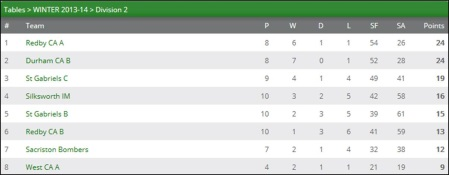 Tables > WINTER 2013-14 > Division 2
# Team P W D L SF SA Points
1 Redby CA A 8 6 1 1 54 26 24
2 Durham CA B 8 7 0 1 52 28 24
3 St Gabriels C 9 4 1 4 49 41 19
4 Silksworth IM 10 3 2 5 42 58 16
5 St Gabriels B 10 2 3 5 39 61 15
6 Redby CA B 10 1 3 6 41 59 13
7 Sacriston Bombers 7 2 1 4 32 38 12
8 West CA A 4 2 1 1 21 19 9